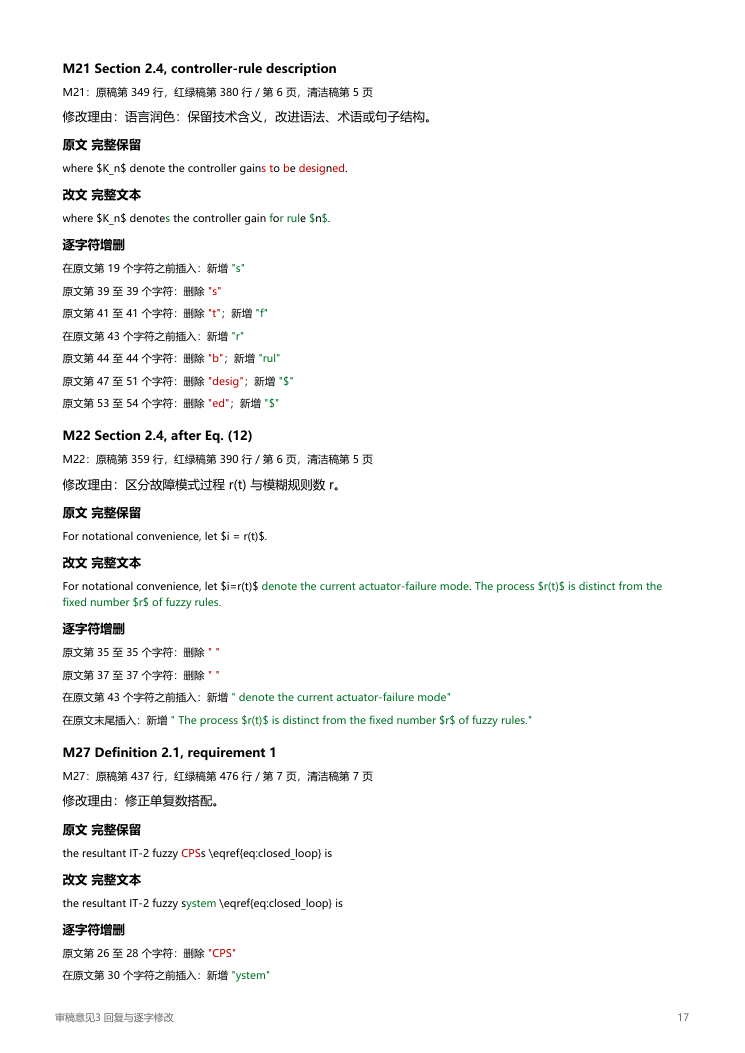 M21 Section 2.4, controller-rule description
M21：原稿第 349 行，红绿稿第 380 行 / 第 6 页，清洁稿第 5 页
修改理由：语言润色：保留技术含义，改进语法、术语或句子结构。
原文 完整保留
where $K_n$ denote the controller gains to be designed.
改文 完整文本
where $K_n$ denotes the controller gain for rule $n$.
逐字符增删
在原文第 19 个字符之前插入：新增 "s"
原文第 39 至 39 个字符：删除 "s"
原文第 41 至 41 个字符：删除 "t"；新增 "f"
在原文第 43 个字符之前插入：新增 "r"
原文第 44 至 44 个字符：删除 "b"；新增 "rul"
原文第 47 至 51 个字符：删除 "desig"；新增 "$"
原文第 53 至 54 个字符：删除 "ed"；新增 "$"
M22 Section 2.4, after Eq. (12)
M22：原稿第 359 行，红绿稿第 390 行 / 第 6 页，清洁稿第 5 页
修改理由：区分故障模式过程 r(t) 与模糊规则数 r。
原文 完整保留
For notational convenience, let $i = r(t)$.
改文 完整文本
For notational convenience, let $i=r(t)$ denote the current actuator-failure mode. The process $r(t)$ is distinct from the
fixed number $r$ of fuzzy rules.
逐字符增删
原文第 35 至 35 个字符：删除 " "
原文第 37 至 37 个字符：删除 " "
在原文第 43 个字符之前插入：新增 " denote the current actuator-failure mode"
在原文末尾插入：新增 " The process $r(t)$ is distinct from the fixed number $r$ of fuzzy rules."
M27 Definition 2.1, requirement 1
M27：原稿第 437 行，红绿稿第 476 行 / 第 7 页，清洁稿第 7 页
修改理由：修正单复数搭配。
原文 完整保留
the resultant IT-2 fuzzy CPSs \eqref{eq:closed_loop} is
改文 完整文本
the resultant IT-2 fuzzy system \eqref{eq:closed_loop} is
逐字符增删
原文第 26 至 28 个字符：删除 "CPS"
在原文第 30 个字符之前插入：新增 "ystem"
审稿意见3 回复与逐字修改
17